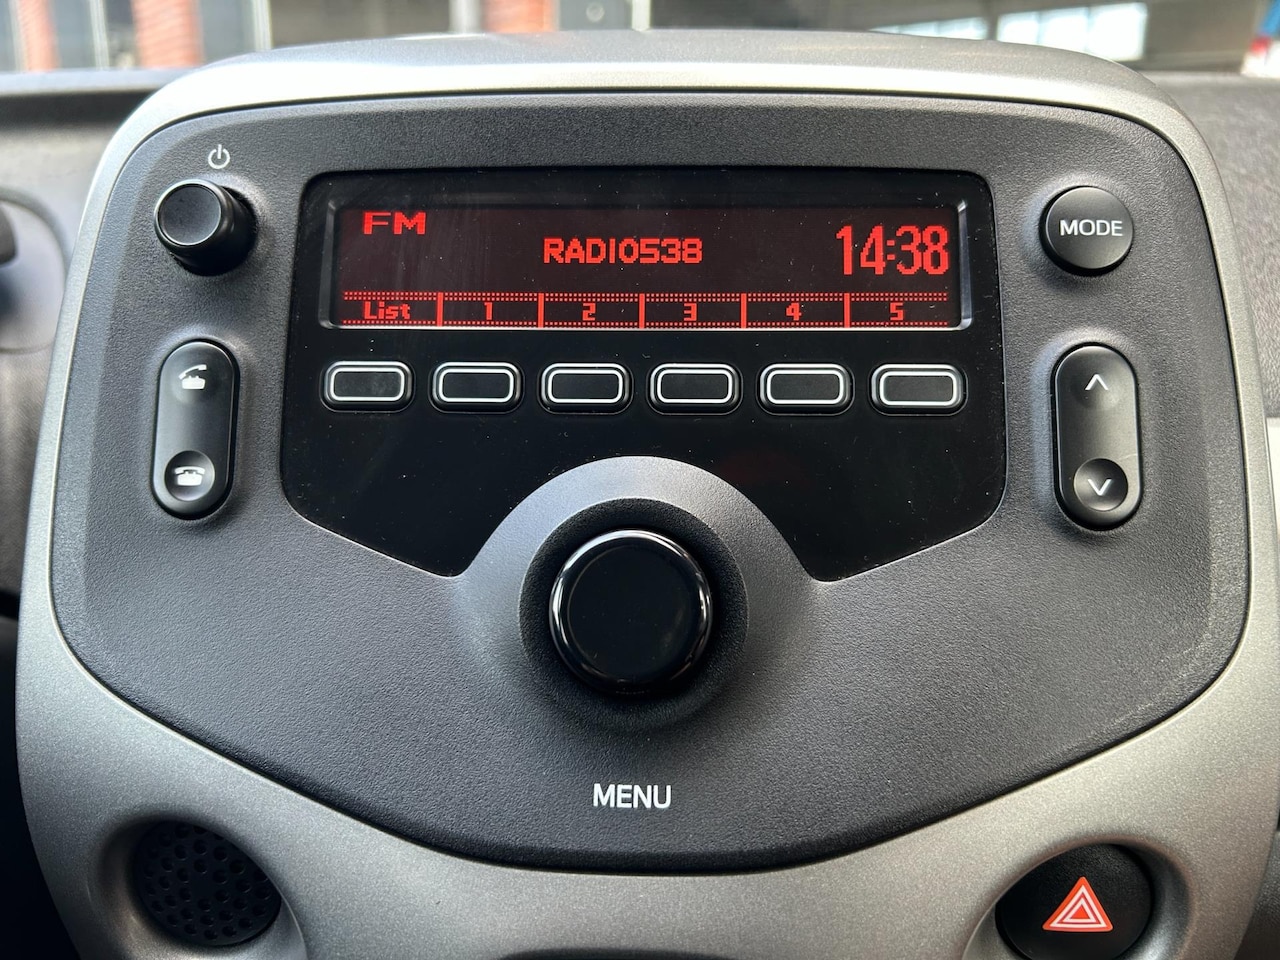 FM
RADIO538
14:38
MODE
List 1 2 3 4 5
MENU